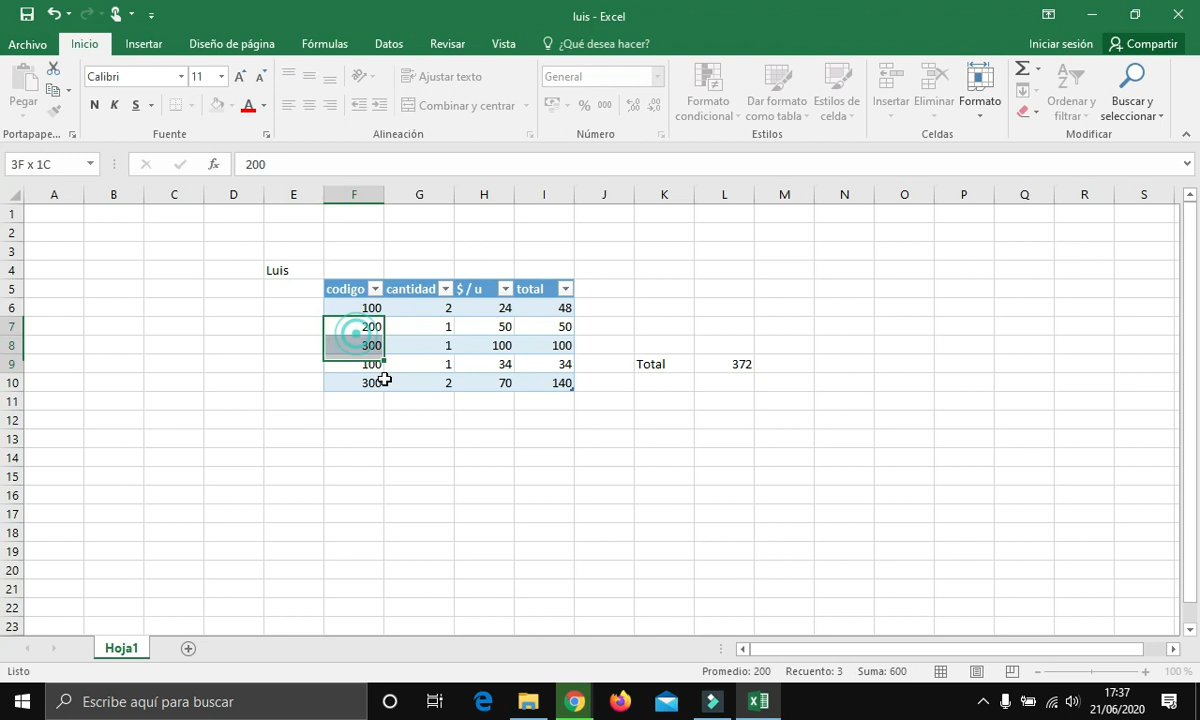 luis - Excel
Archivo Inicio Insertar Diseño de página Fórmulas Datos Revisar Vista ¿Qué desea hacer? Iniciar sesión Compartir
Pegar
Calibri 11
N K S
Ajustar texto
Combinar y centrar
General
% 000
Formato condicional
Dar formato como tabla
Estilos de celda
Insertar Eliminar Formato
Ordenar y filtrar
Buscar y seleccionar
Portapape... Fuente Alineación Número Estilos Celdas Modificar
3F x 1C fx 200
A B C D E F G H I J K L M N O P Q R S
1
2
3
4 Luis
5 codigo cantidad $ / u total
6 100 2 24 48
7 200 1 50 50
8 300 1 100 100
9 100 1 34 34 Total 372
10 300 2 70 140
11
12
13
14
15
16
17
18
19
20
21
22
23
Hoja1
Listo Promedio: 200 Recuento: 3 Suma: 600 100 %
Escribe aquí para buscar
17:37
21/06/2020